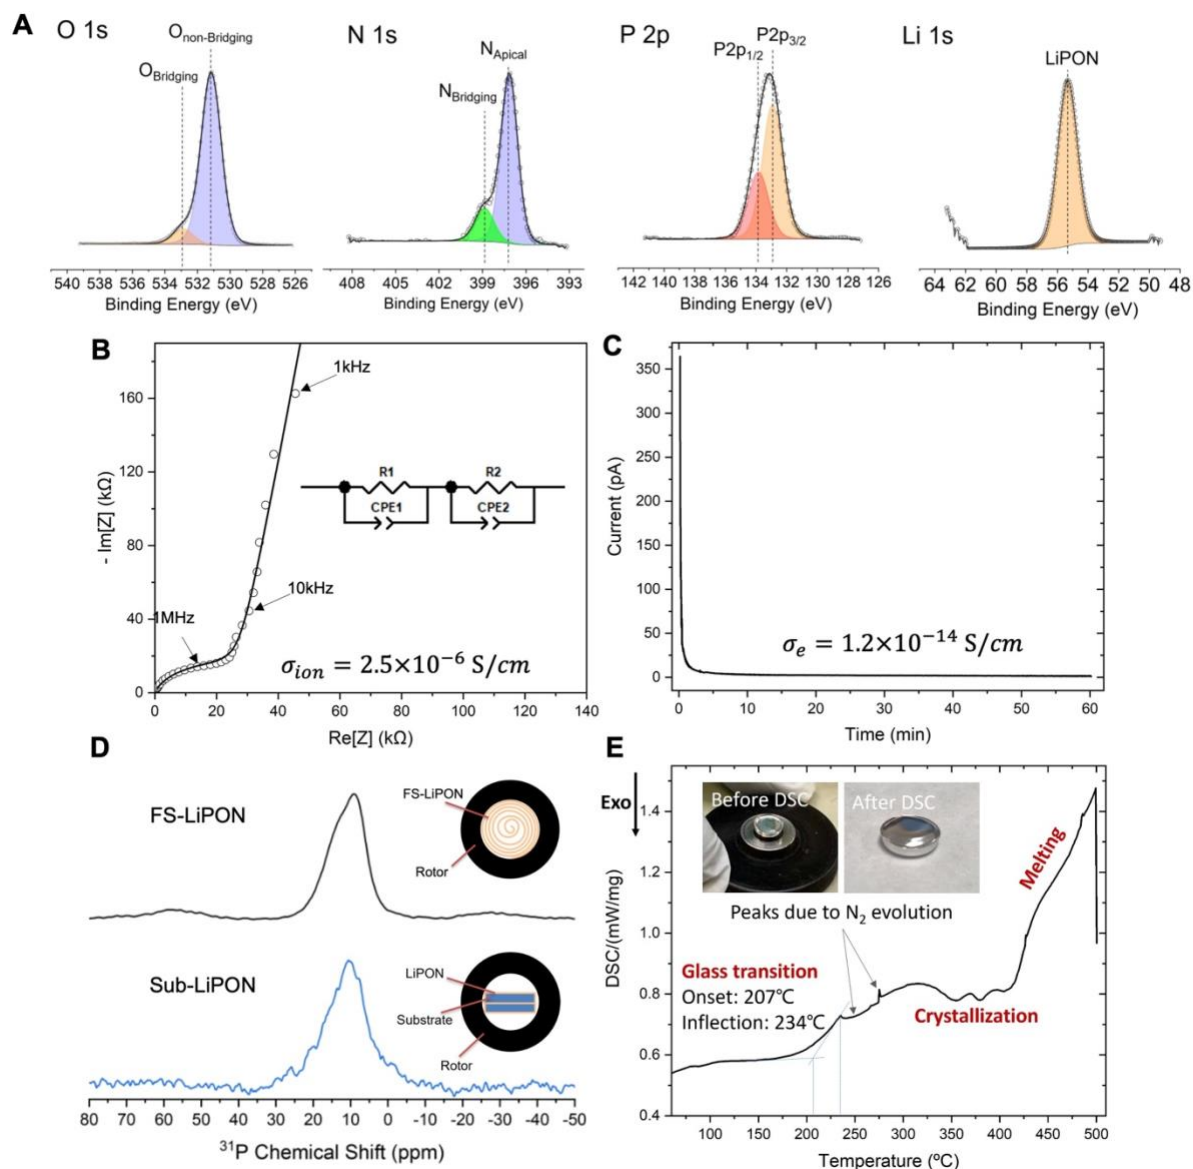 A
O 1s
O_non-Bridging
O_Bridging
540 538 536 534 532 530 528 526
Binding Energy (eV)
N 1s
N_Apical
N_Bridging
408 405 402 399 396 393
Binding Energy (eV)
P 2p
P2p_3/2
P2p_1/2
142 140 138 136 134 132 130 128 126
Binding Energy (eV)
Li 1s
LiPON
64 62 60 58 56 54 52 50 48
Binding Energy (eV)
B
- Im[Z] (kΩ)
160
120
80
40
0
1kHz
R1
R2
CPE1
CPE2
10kHz
1MHz
σ_ion = 2.5×10⁻⁶ S/cm
0 20 40 60 80 100 120 140
Re[Z] (kΩ)
C
Current (pA)
350
300
250
200
150
100
50
0
σ_e = 1.2×10⁻¹⁴ S/cm
0 10 20 30 40 50 60
Time (min)
D
FS-LiPON
FS-LiPON
Rotor
Sub-LiPON
LiPON
Substrate
Rotor
80 70 60 50 40 30 20 10 0 -10 -20 -30 -40 -50
³¹P Chemical Shift (ppm)
E
DSC/(mW/mg)
1.4
1.2
1.0
0.8
0.6
0.4
Exo
Before DSC
After DSC
Melting
Peaks due to N₂ evolution
Glass transition
Onset: 207℃
Inflection: 234℃
Crystallization
100 150 200 250 300 350 400 450 500
Temperature (ºC)